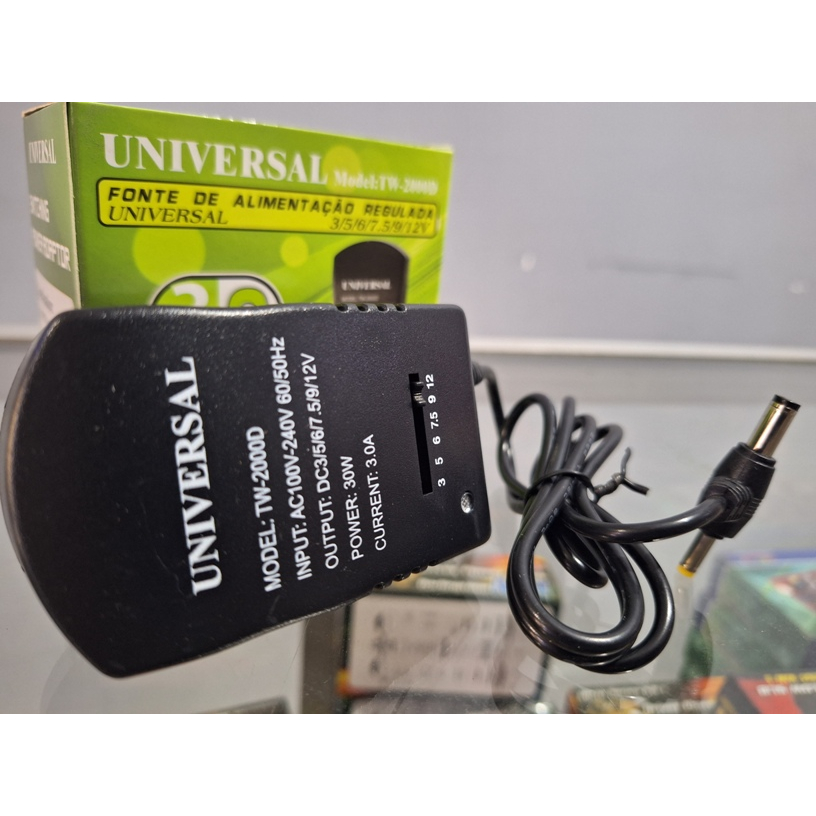 UNIVERSAL Model:TW-2000D
FONTE DE ALIMENTAÇÃO REGULADA
UNIVERSAL 3/5/6/7.5/9/12V
UNIVERSAL
UNIVERSAL
UNIVERSAL
MODEL: TW-2000D
INPUT: AC100V-240V 60/50Hz
OUTPUT: DC3/5/6/7.5/9/12V
POWER: 30W
CURRENT: 3.0A
3 5 6 7.5 9 12